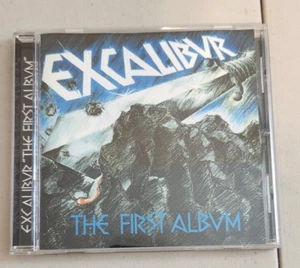 EXCALIBVR
THE FIRST ALBVM
EXCALIBVR "THE FIRST ALBVM"